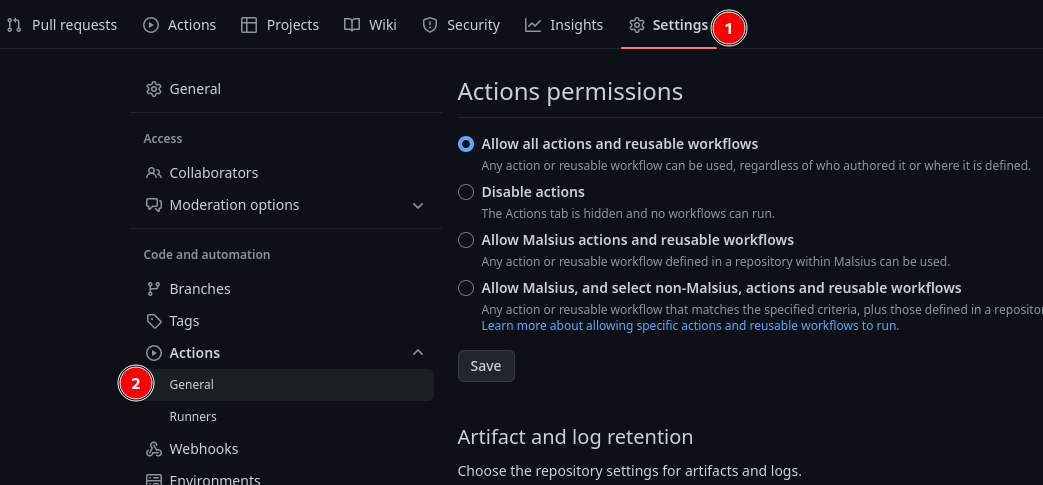 Pull requests Actions Projects Wiki Security Insights Settings 1
General
Access
Collaborators
Moderation options
Code and automation
Branches
Tags
Actions
2 General
Runners
Webhooks
Environments
Actions permissions
Allow all actions and reusable workflows
Any action or reusable workflow can be used, regardless of who authored it or where it is defined.
Disable actions
The Actions tab is hidden and no workflows can run.
Allow Malsius actions and reusable workflows
Any action or reusable workflow defined in a repository within Malsius can be used.
Allow Malsius, and select non-Malsius, actions and reusable workflows
Any action or reusable workflow that matches the specified criteria, plus those defined in a reposito
Learn more about allowing specific actions and reusable workflows to run.
Save
Artifact and log retention
Choose the repository settings for artifacts and logs.